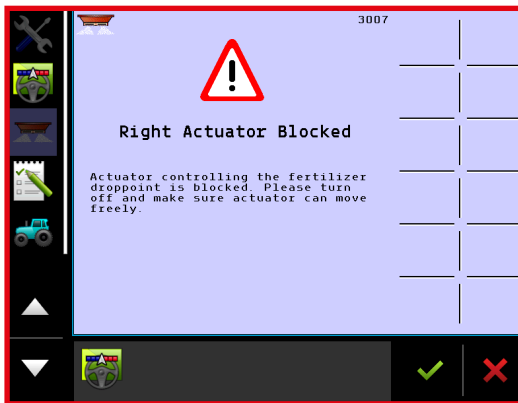 3007
Right Actuator Blocked
Actuator controlling the fertilizer
droppoint is blocked. Please turn
off and make sure actuator can move
freely.